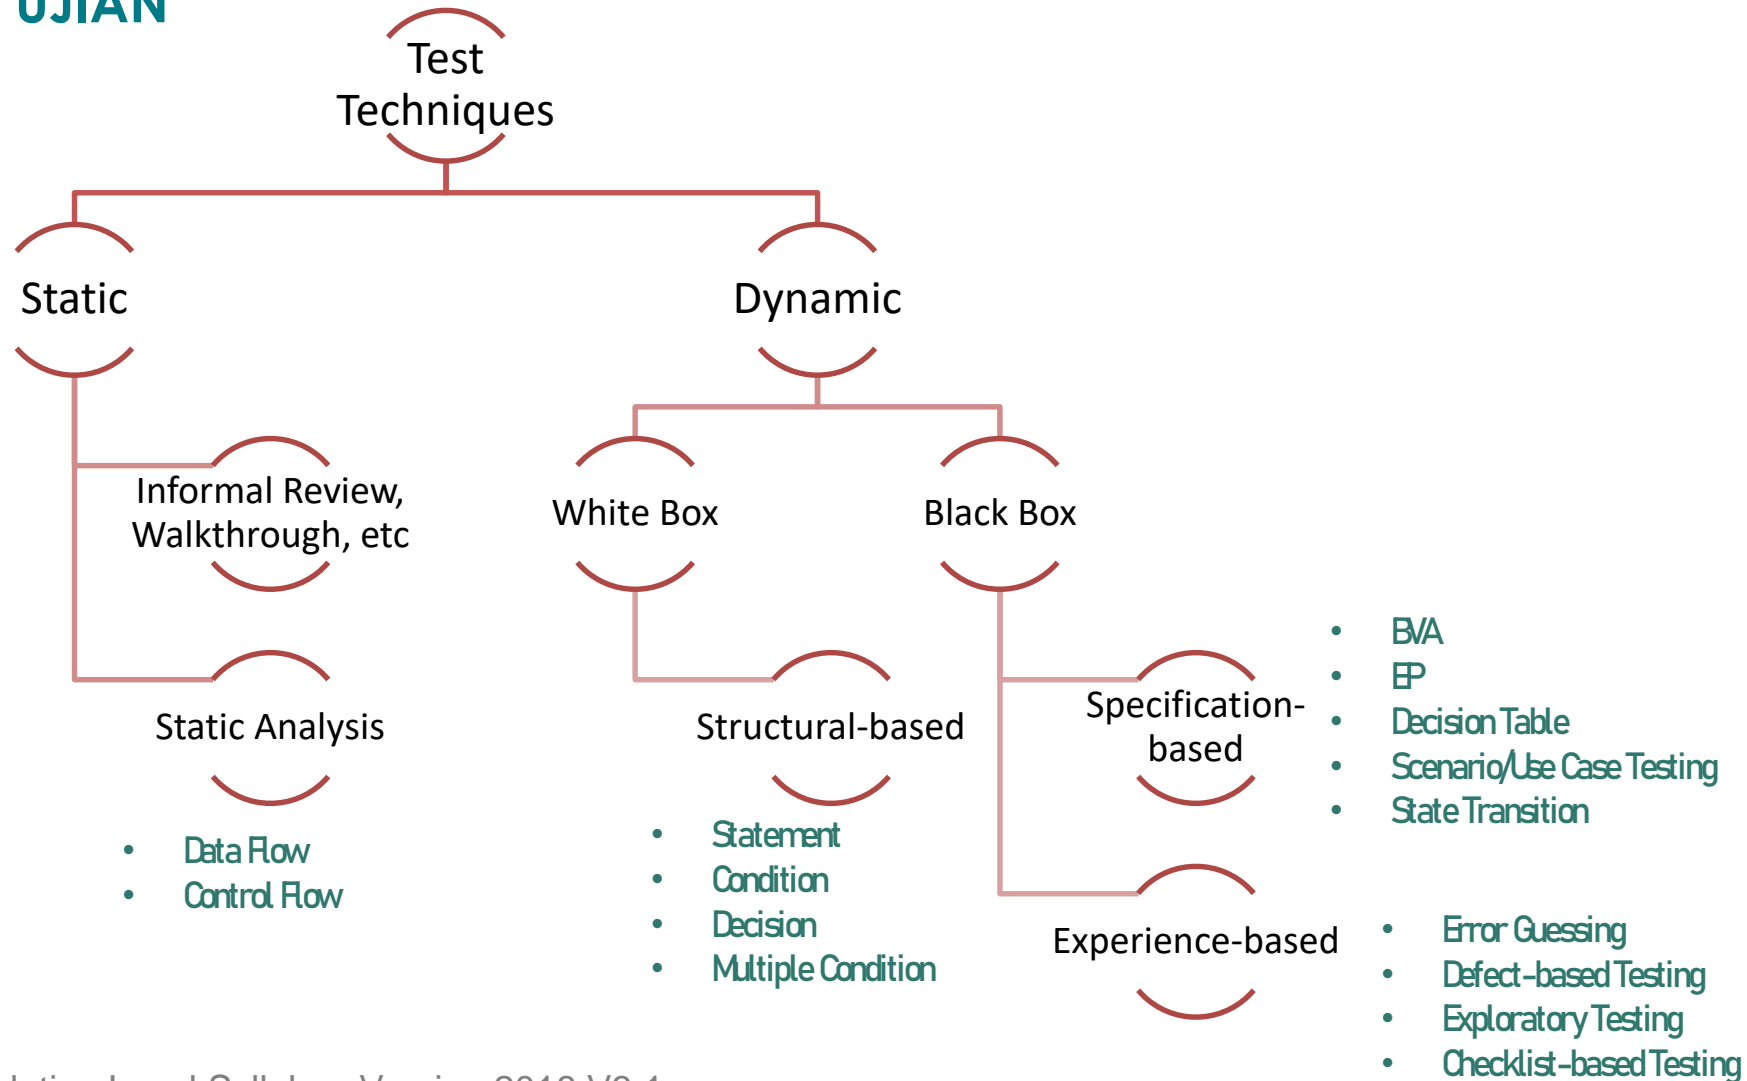 UJIAN
Test
Techniques
Static
Dynamic
Informal Review,
Walkthrough, etc
White Box
Black Box
Static Analysis
Structural-based
Specification-
based
• BVA
• EP
• Decision Table
• Scenario/Use Case Testing
• State Transition
• Data Flow
• Control Flow
• Statement
• Condition
• Decision
• Multiple Condition
Experience-based
• Error Guessing
• Defect-based Testing
• Exploratory Testing
• Checklist-based Testing